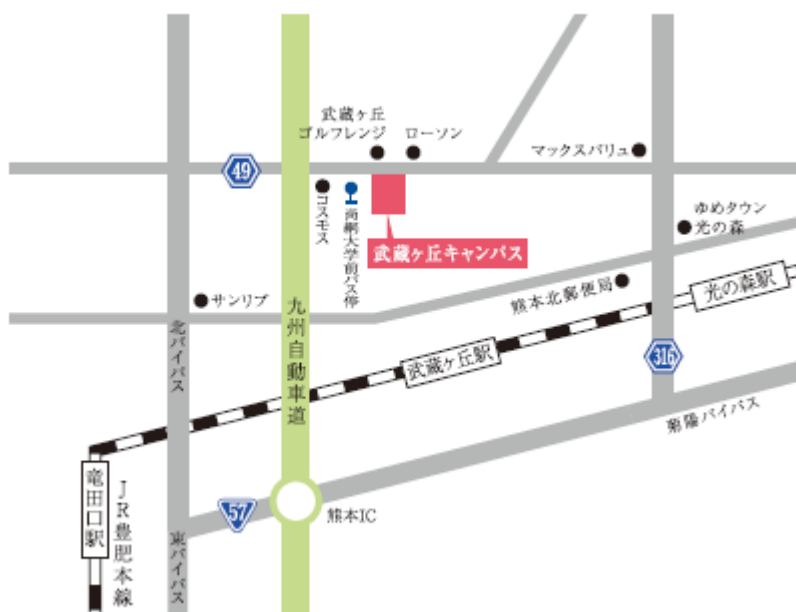 武蔵ヶ丘
ゴルフレンジ
ローソン
マックスバリュ
49
コスモス
尚絅大学前バス停
武蔵ヶ丘キャンパス
ゆめタウン
光の森
サンリブ
熊本北郵便局
光の森駅
北バイパス
九州自動車道
武蔵ヶ丘駅
316
菊陽バイパス
竜田口駅
JR豊肥本線
57
熊本IC
東バイパス